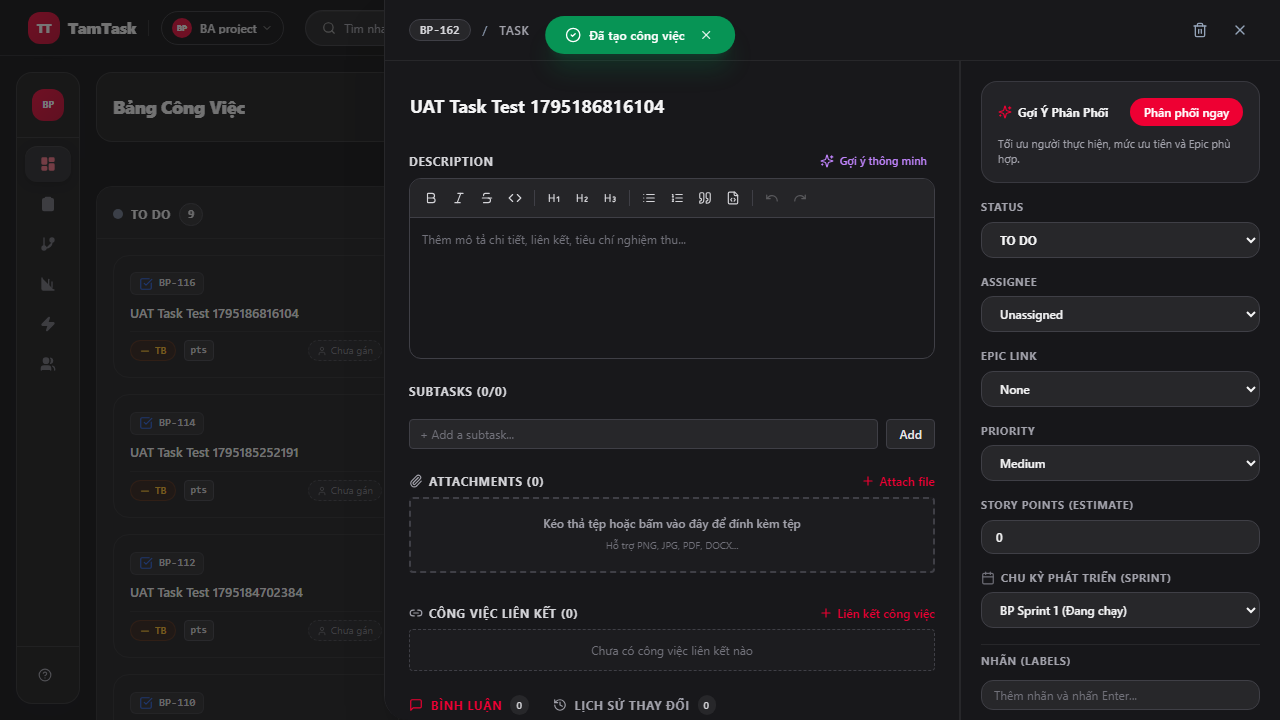 TT TamTask
BP BA project
Tìm nha
BP-162 / TASK
Đã tạo công việc
BP
Bảng Công Việc
TO DO 9
BP-116
UAT Task Test 1795186816104
TB pts Chưa gán
BP-114
UAT Task Test 1795185252191
TB pts Chưa gán
BP-112
UAT Task Test 1795184702384
TB pts Chưa gán
BP-110
UAT Task Test 1795186816104
DESCRIPTION
Gợi ý thông minh
B I S <> H1 H2 H3
Thêm mô tả chi tiết, liên kết, tiêu chí nghiệm thu...
SUBTASKS (0/0)
+ Add a subtask...
Add
ATTACHMENTS (0)
+ Attach file
Kéo thả tệp hoặc bấm vào đây để đính kèm tệp
Hỗ trợ PNG, JPG, PDF, DOCX...
CÔNG VIỆC LIÊN KẾT (0)
+ Liên kết công việc
Chưa có công việc liên kết nào
BÌNH LUẬN 0
LỊCH SỬ THAY ĐỔI 0
Gợi Ý Phân Phối
Phân phối ngay
Tối ưu người thực hiện, mức ưu tiên và Epic phù
hợp.
STATUS
TO DO
ASSIGNEE
Unassigned
EPIC LINK
None
PRIORITY
Medium
STORY POINTS (ESTIMATE)
0
CHU KỲ PHÁT TRIỂN (SPRINT)
BP Sprint 1 (Đang chạy)
NHÃN (LABELS)
Thêm nhãn và nhấn Enter...